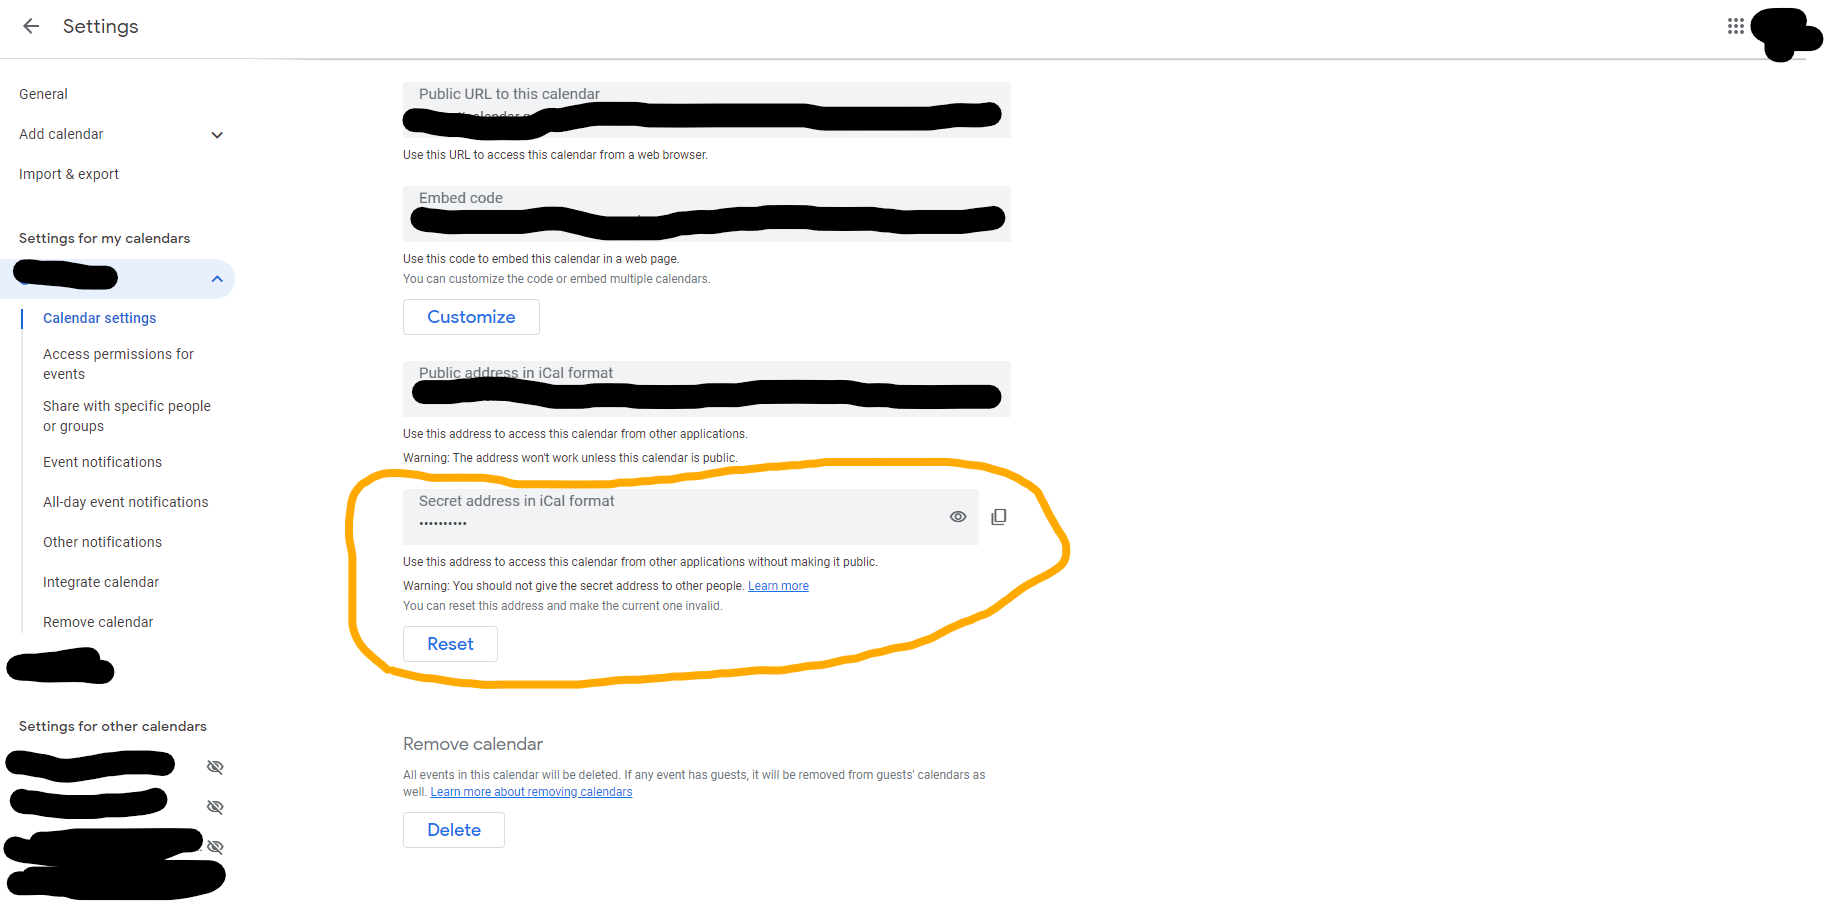 Settings
General
Add calendar
Import & export
Settings for my calendars
Calendar settings
Access permissions for
events
Share with specific people
or groups
Event notifications
All-day event notifications
Other notifications
Integrate calendar
Remove calendar
Settings for other calendars
Public URL to this calendar
Use this URL to access this calendar from a web browser.
Embed code
Use this code to embed this calendar in a web page.
You can customize the code or embed multiple calendars.
Customize
Public address in iCal format
Use this address to access this calendar from other applications.
Warning: The address won't work unless this calendar is public.
Secret address in iCal format
••••••••••
Use this address to access this calendar from other applications without making it public.
Warning: You should not give the secret address to other people. Learn more
You can reset this address and make the current one invalid.
Reset
Remove calendar
All events in this calendar will be deleted. If any event has guests, it will be removed from guests' calendars as
well. Learn more about removing calendars
Delete